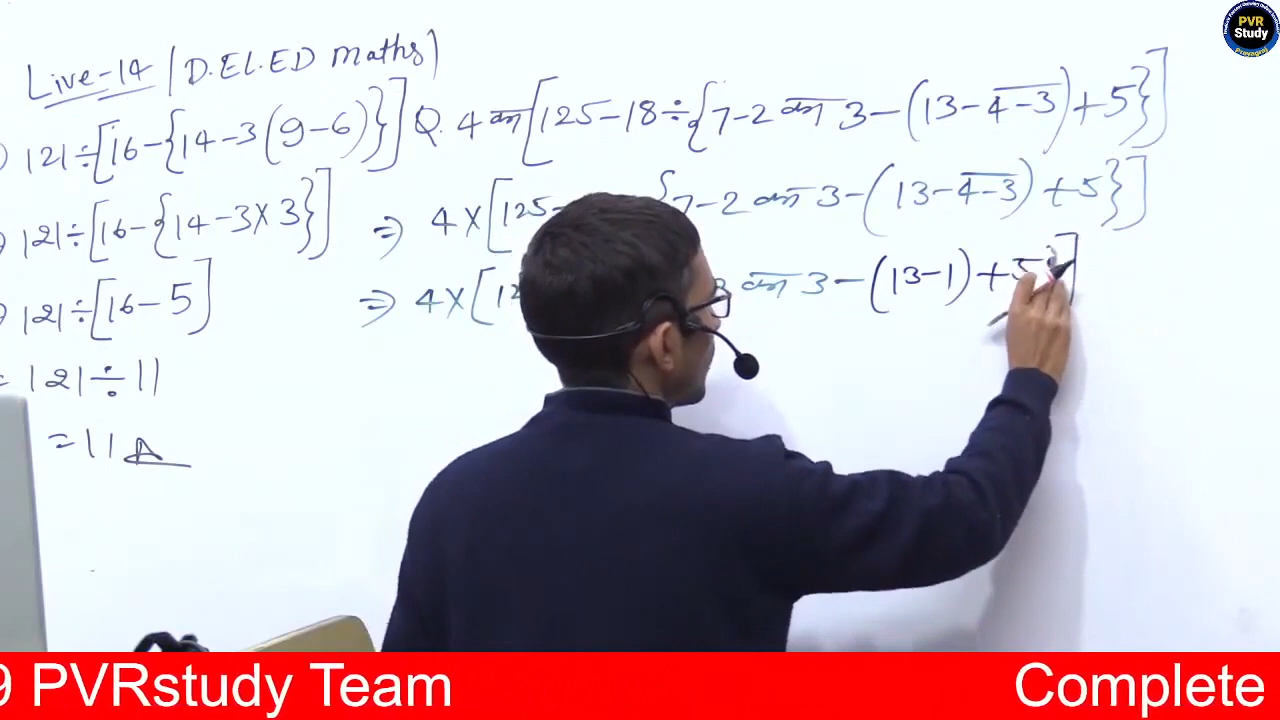 Live-14 (D.El.ED Maths)
121÷[16-{14-3(9-6)}]
121÷[16-{14-3×3}]
121÷[16-5]
=121÷11
=11 A
Q. 4 का [125-18÷{7-2 का 3-(13-4-3)+5}]
⇒ 4×[125- {7-2 का 3-(13-4-3)+5}]
⇒ 4×[12 का 3-(13-1)+5}]
PVR
Study
Prayagraj
9 PVRstudy Team
Complete